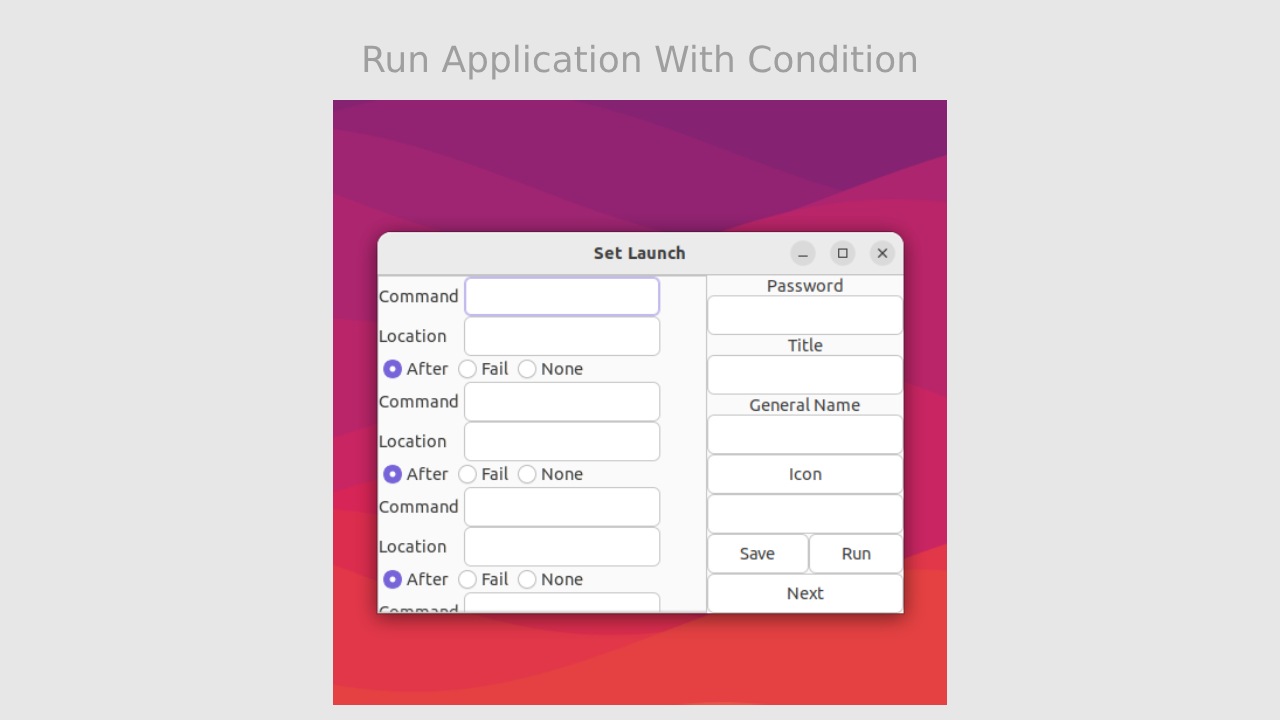 Run Application With Condition
Set Launch
Command
Location
After Fail None
Command
Location
After Fail None
Command
Location
After Fail None
Command
Password
Title
General Name
Icon
Save Run
Next